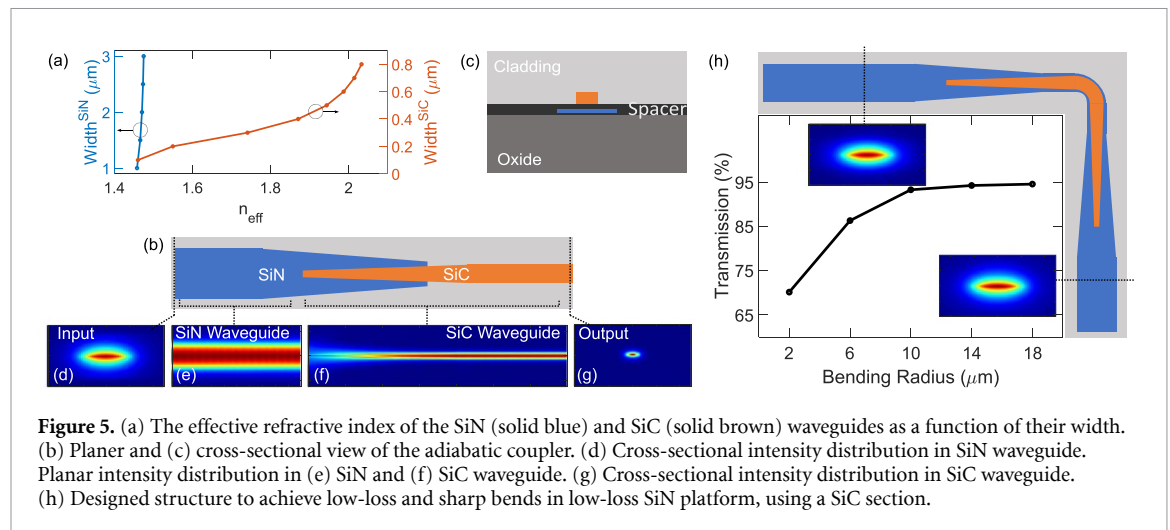 (a)
3
2
1
Width^SiN (μm)
0.8
0.6
0.4
0.2
0
Width^SiC (μm)
1.4
1.6
1.8
2
n_eff
(c)
Cladding
Spacer
Oxide
(b)
SiN
SiC
Input
(d)
SiN Waveguide
(e)
SiC Waveguide
(f)
Output
(g)
(h)
95
85
75
65
Transmission (%)
2
6
10
14
18
Bending Radius (μm)
Figure 5. (a) The effective refractive index of the SiN (solid blue) and SiC (solid brown) waveguides as a function of their width.
(b) Planer and (c) cross-sectional view of the adiabatic coupler. (d) Cross-sectional intensity distribution in SiN waveguide.
Planar intensity distribution in (e) SiN and (f) SiC waveguide. (g) Cross-sectional intensity distribution in SiC waveguide.
(h) Designed structure to achieve low-loss and sharp bends in low-loss SiN platform, using a SiC section.